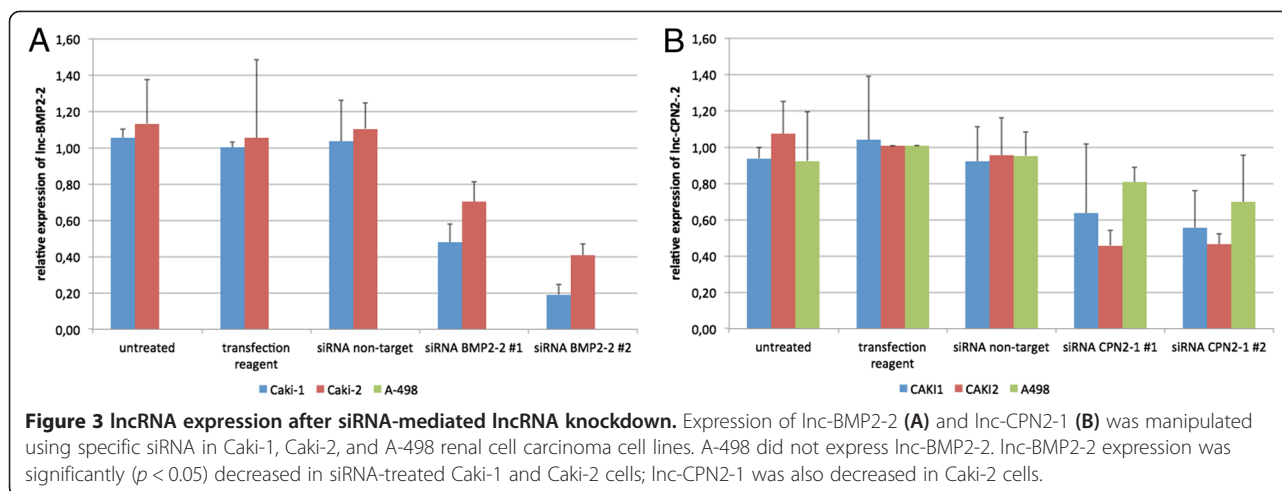 A
1,60
1,40
1,20
1,00
0,80
0,60
0,40
0,20
0,00
relative expression of lnc-BMP2-2
untreated
transfection
reagent
siRNA non-target
siRNA BMP2-2 #1
siRNA BMP2-2 #2
Caki-1 Caki-2 A-498
B
1,60
1,40
1,20
1,00
0,80
0,60
0,40
0,20
0,00
relative expression of lnc-CPN2-.2
untreated
transfection
reagent
siRNA non-target
siRNA CPN2-1 #1
siRNA CPN2-1 #2
CAKI1 CAKI2 A498
Figure 3 lncRNA expression after siRNA-mediated lncRNA knockdown. Expression of lnc-BMP2-2 (A) and lnc-CPN2-1 (B) was manipulated
using specific siRNA in Caki-1, Caki-2, and A-498 renal cell carcinoma cell lines. A-498 did not express lnc-BMP2-2. lnc-BMP2-2 expression was
significantly (p < 0.05) decreased in siRNA-treated Caki-1 and Caki-2 cells; lnc-CPN2-1 was also decreased in Caki-2 cells.